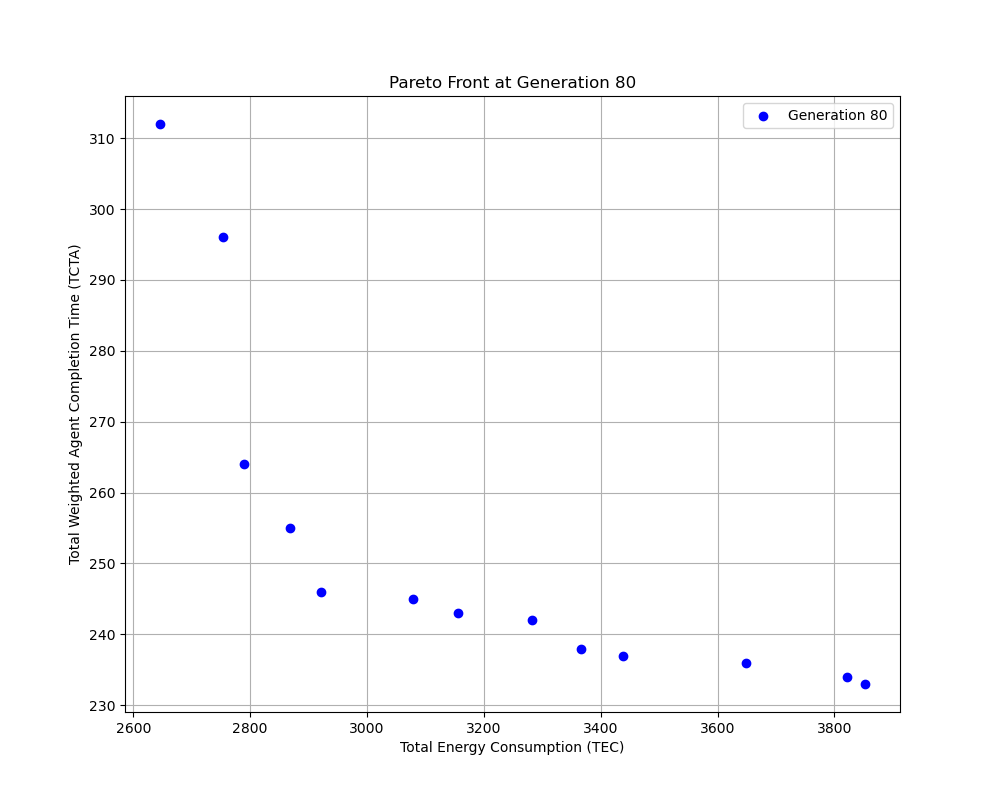 Pareto Front at Generation 80
Generation 80
310
300
290
280
270
260
250
240
230
Total Weighted Agent Completion Time (TCTA)
2600 2800 3000 3200 3400 3600 3800
Total Energy Consumption (TEC)